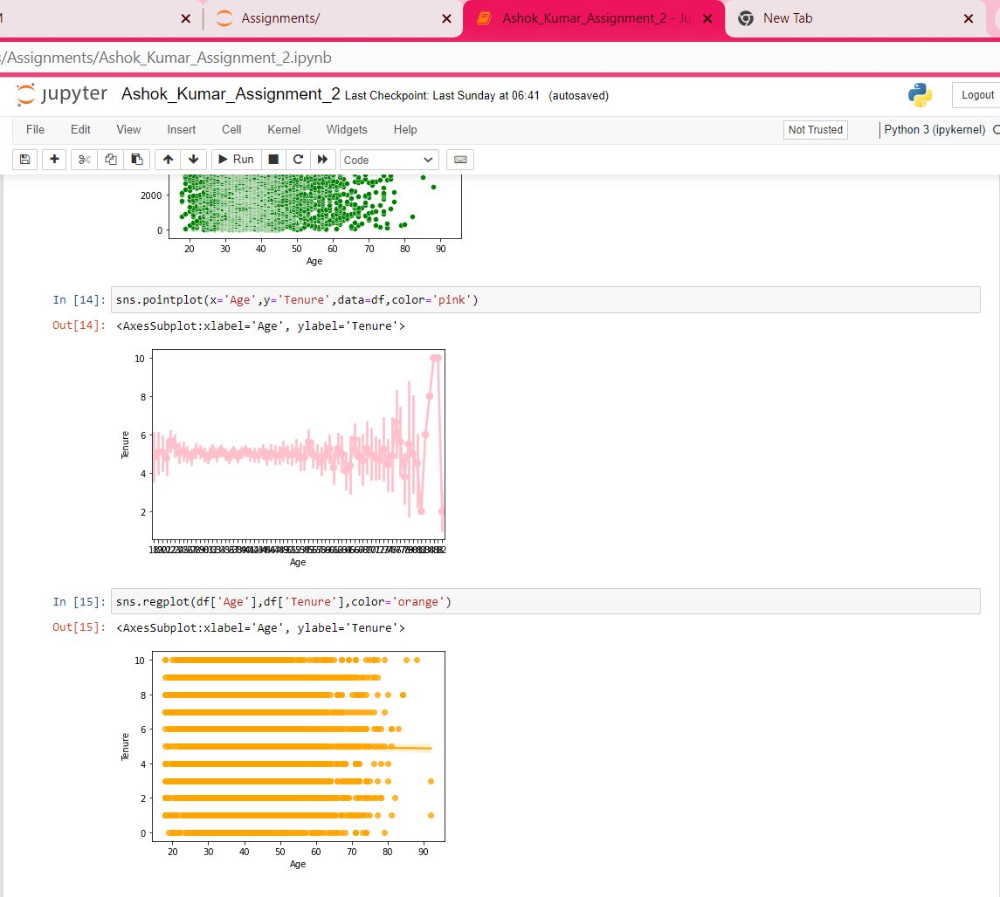 Assignments/
Ashok_Kumar_Assignment_2 - Ju
New Tab
/Assignments/Ashok_Kumar_Assignment_2.ipynb
jupyter Ashok_Kumar_Assignment_2 Last Checkpoint: Last Sunday at 06:41 (autosaved)
Logout
File Edit View Insert Cell Kernel Widgets Help
Not Trusted
Python 3 (ipykernel)
Run
Code
2000
0
20 30 40 50 60 70 80 90
Age
In [14]: sns.pointplot(x='Age',y='Tenure',data=df,color='pink')
Out[14]: <AxesSubplot:xlabel='Age', ylabel='Tenure'>
10
8
6
4
2
Tenure
Age
In [15]: sns.regplot(df['Age'],df['Tenure'],color='orange')
Out[15]: <AxesSubplot:xlabel='Age', ylabel='Tenure'>
10
8
6
4
2
0
Tenure
20 30 40 50 60 70 80 90
Age